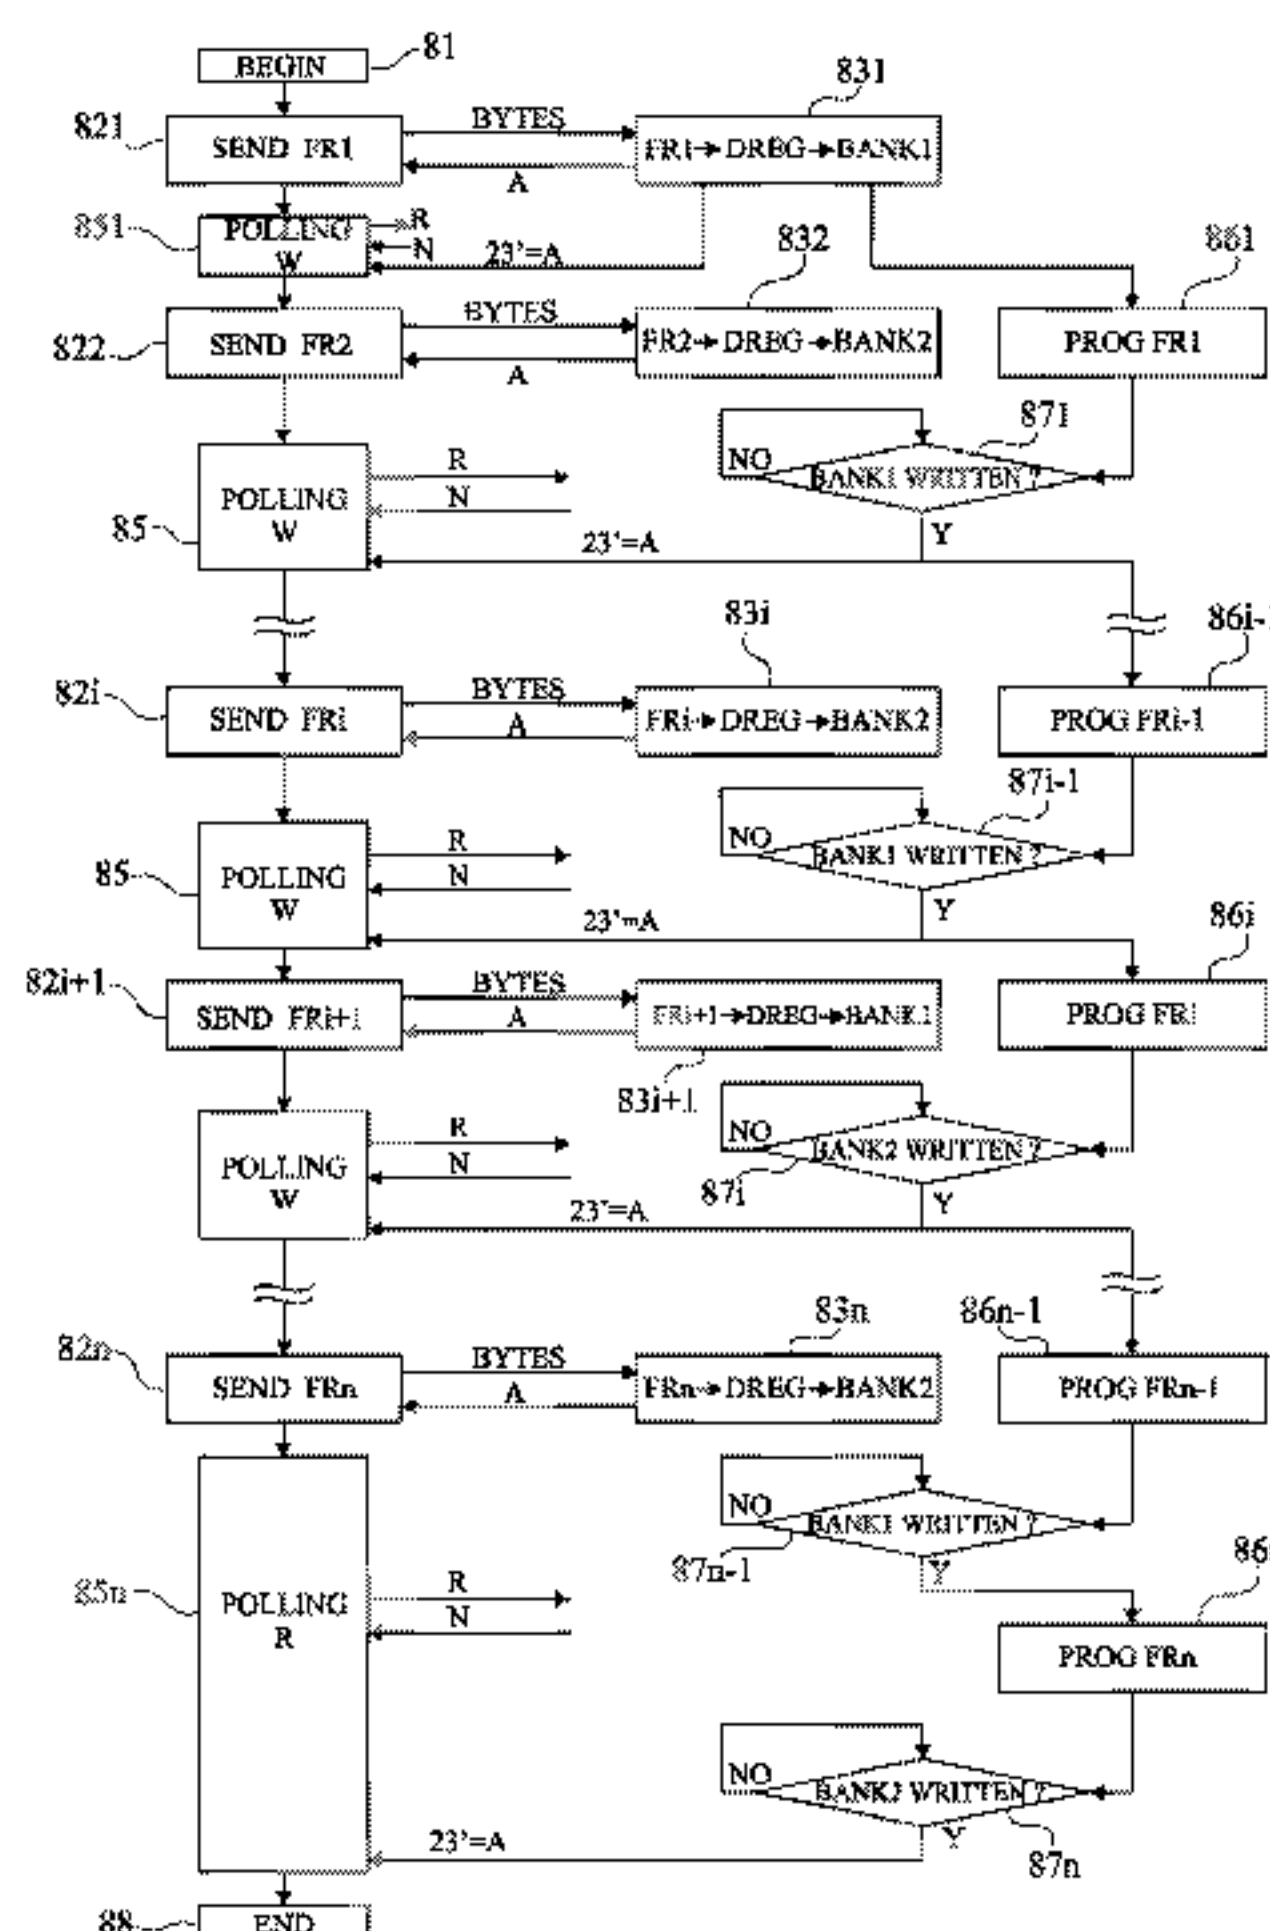 BEGIN
81
821
SEND FR1
BYTES
A
831
FR1→DREG→BANK1
851
POLLING
W
R
N
23'=A
832
861
822
SEND FR2
BYTES
A
FR2→DREG→BANK2
PROG FR1
871
NO
BANK1 WRITTEN ?
Y
85
POLLING
W
R
N
23'=A
83i
86i-1
82i
SEND FRi
BYTES
A
FRi→DREG→BANK2
PROG FRi-1
87i-1
NO
BANK1 WRITTEN ?
Y
85
POLLING
W
R
N
23'=A
86i
82i+1
SEND FRi+1
BYTES
A
FRi+1→DREG→BANK1
PROG FRi
83i+1
NO
BANK2 WRITTEN ?
87i
Y
POLLING
W
R
N
23'=A
83n
86n-1
82n
SEND FRn
BYTES
A
FRn→DREG→BANK2
PROG FRn-1
NO
BANK1 WRITTEN ?
87n-1
Y
86
85n
POLLING
R
R
N
PROG FRn
NO
BANK2 WRITTEN ?
Y
87n
23'=A
88
END